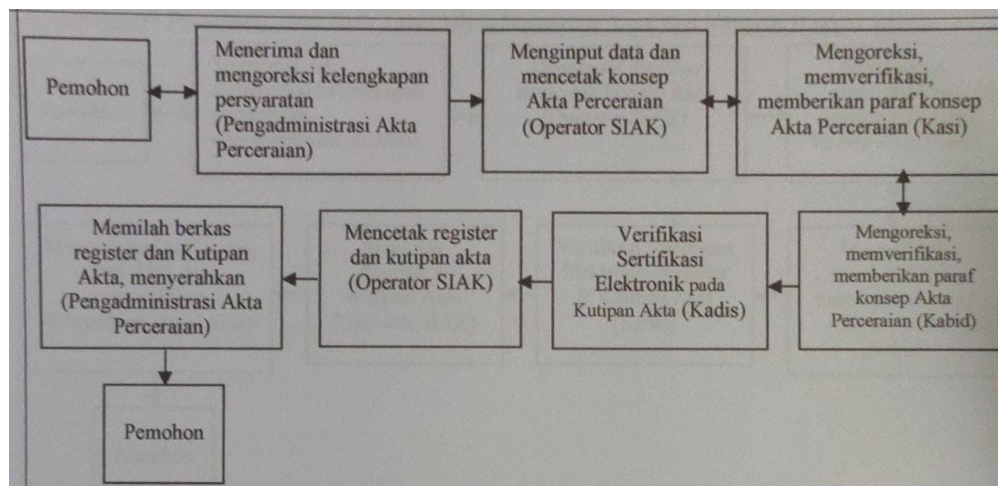 Pemohon
Menerima dan
mengoreksi kelengkapan
persyaratan
(Pengadministrasi Akta
Perceraian)
Menginput data dan
mencetak konsep
Akta Perceraian
(Operator SIAK)
Mengoreksi,
memverifikasi,
memberikan paraf konsep
Akta Perceraian (Kasi)
Mengoreksi,
memverifikasi,
memberikan paraf
konsep Akta
Perceraian (Kabid)
Verifikasi
Sertifikasi
Elektronik pada
Kutipan Akta (Kadis)
Mencetak register
dan kutipan akta
(Operator SIAK)
Memilah berkas
register dan Kutipan
Akta, menyerahkan
(Pengadministrasi Akta
Perceraian)
Pemohon